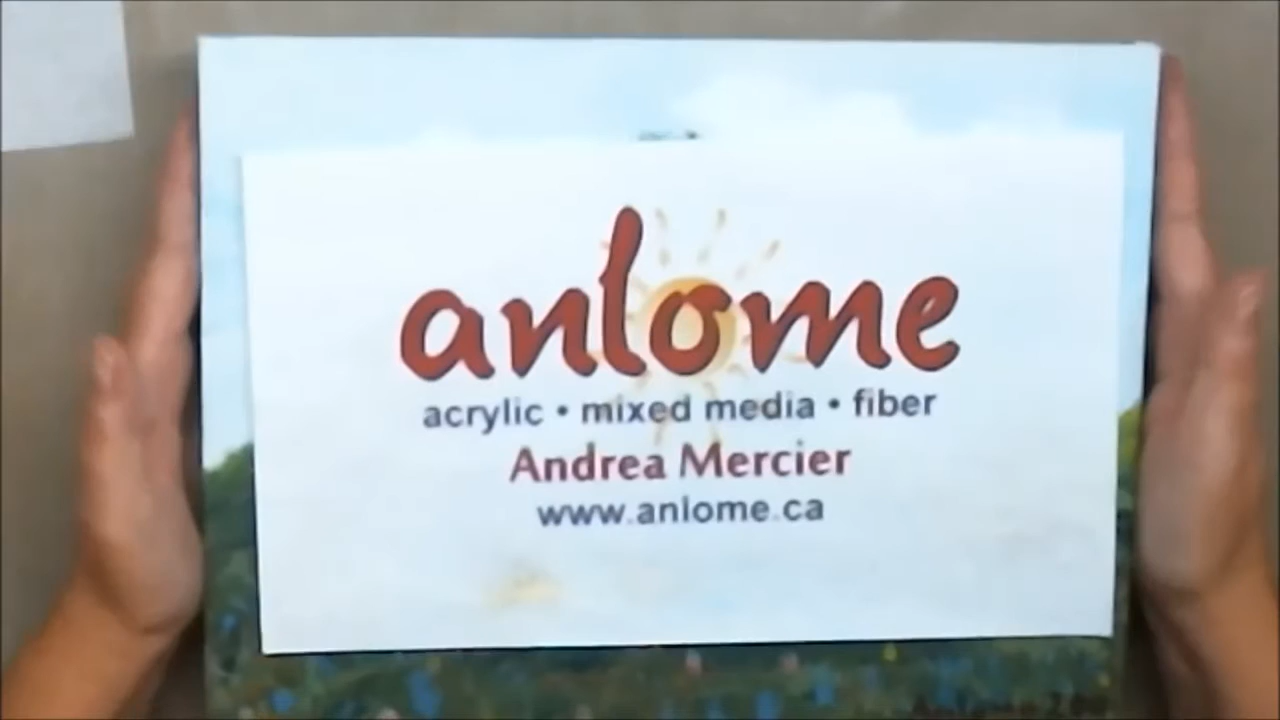 anlome
acrylic • mixed media • fiber
Andrea Mercier
www.anlome.ca